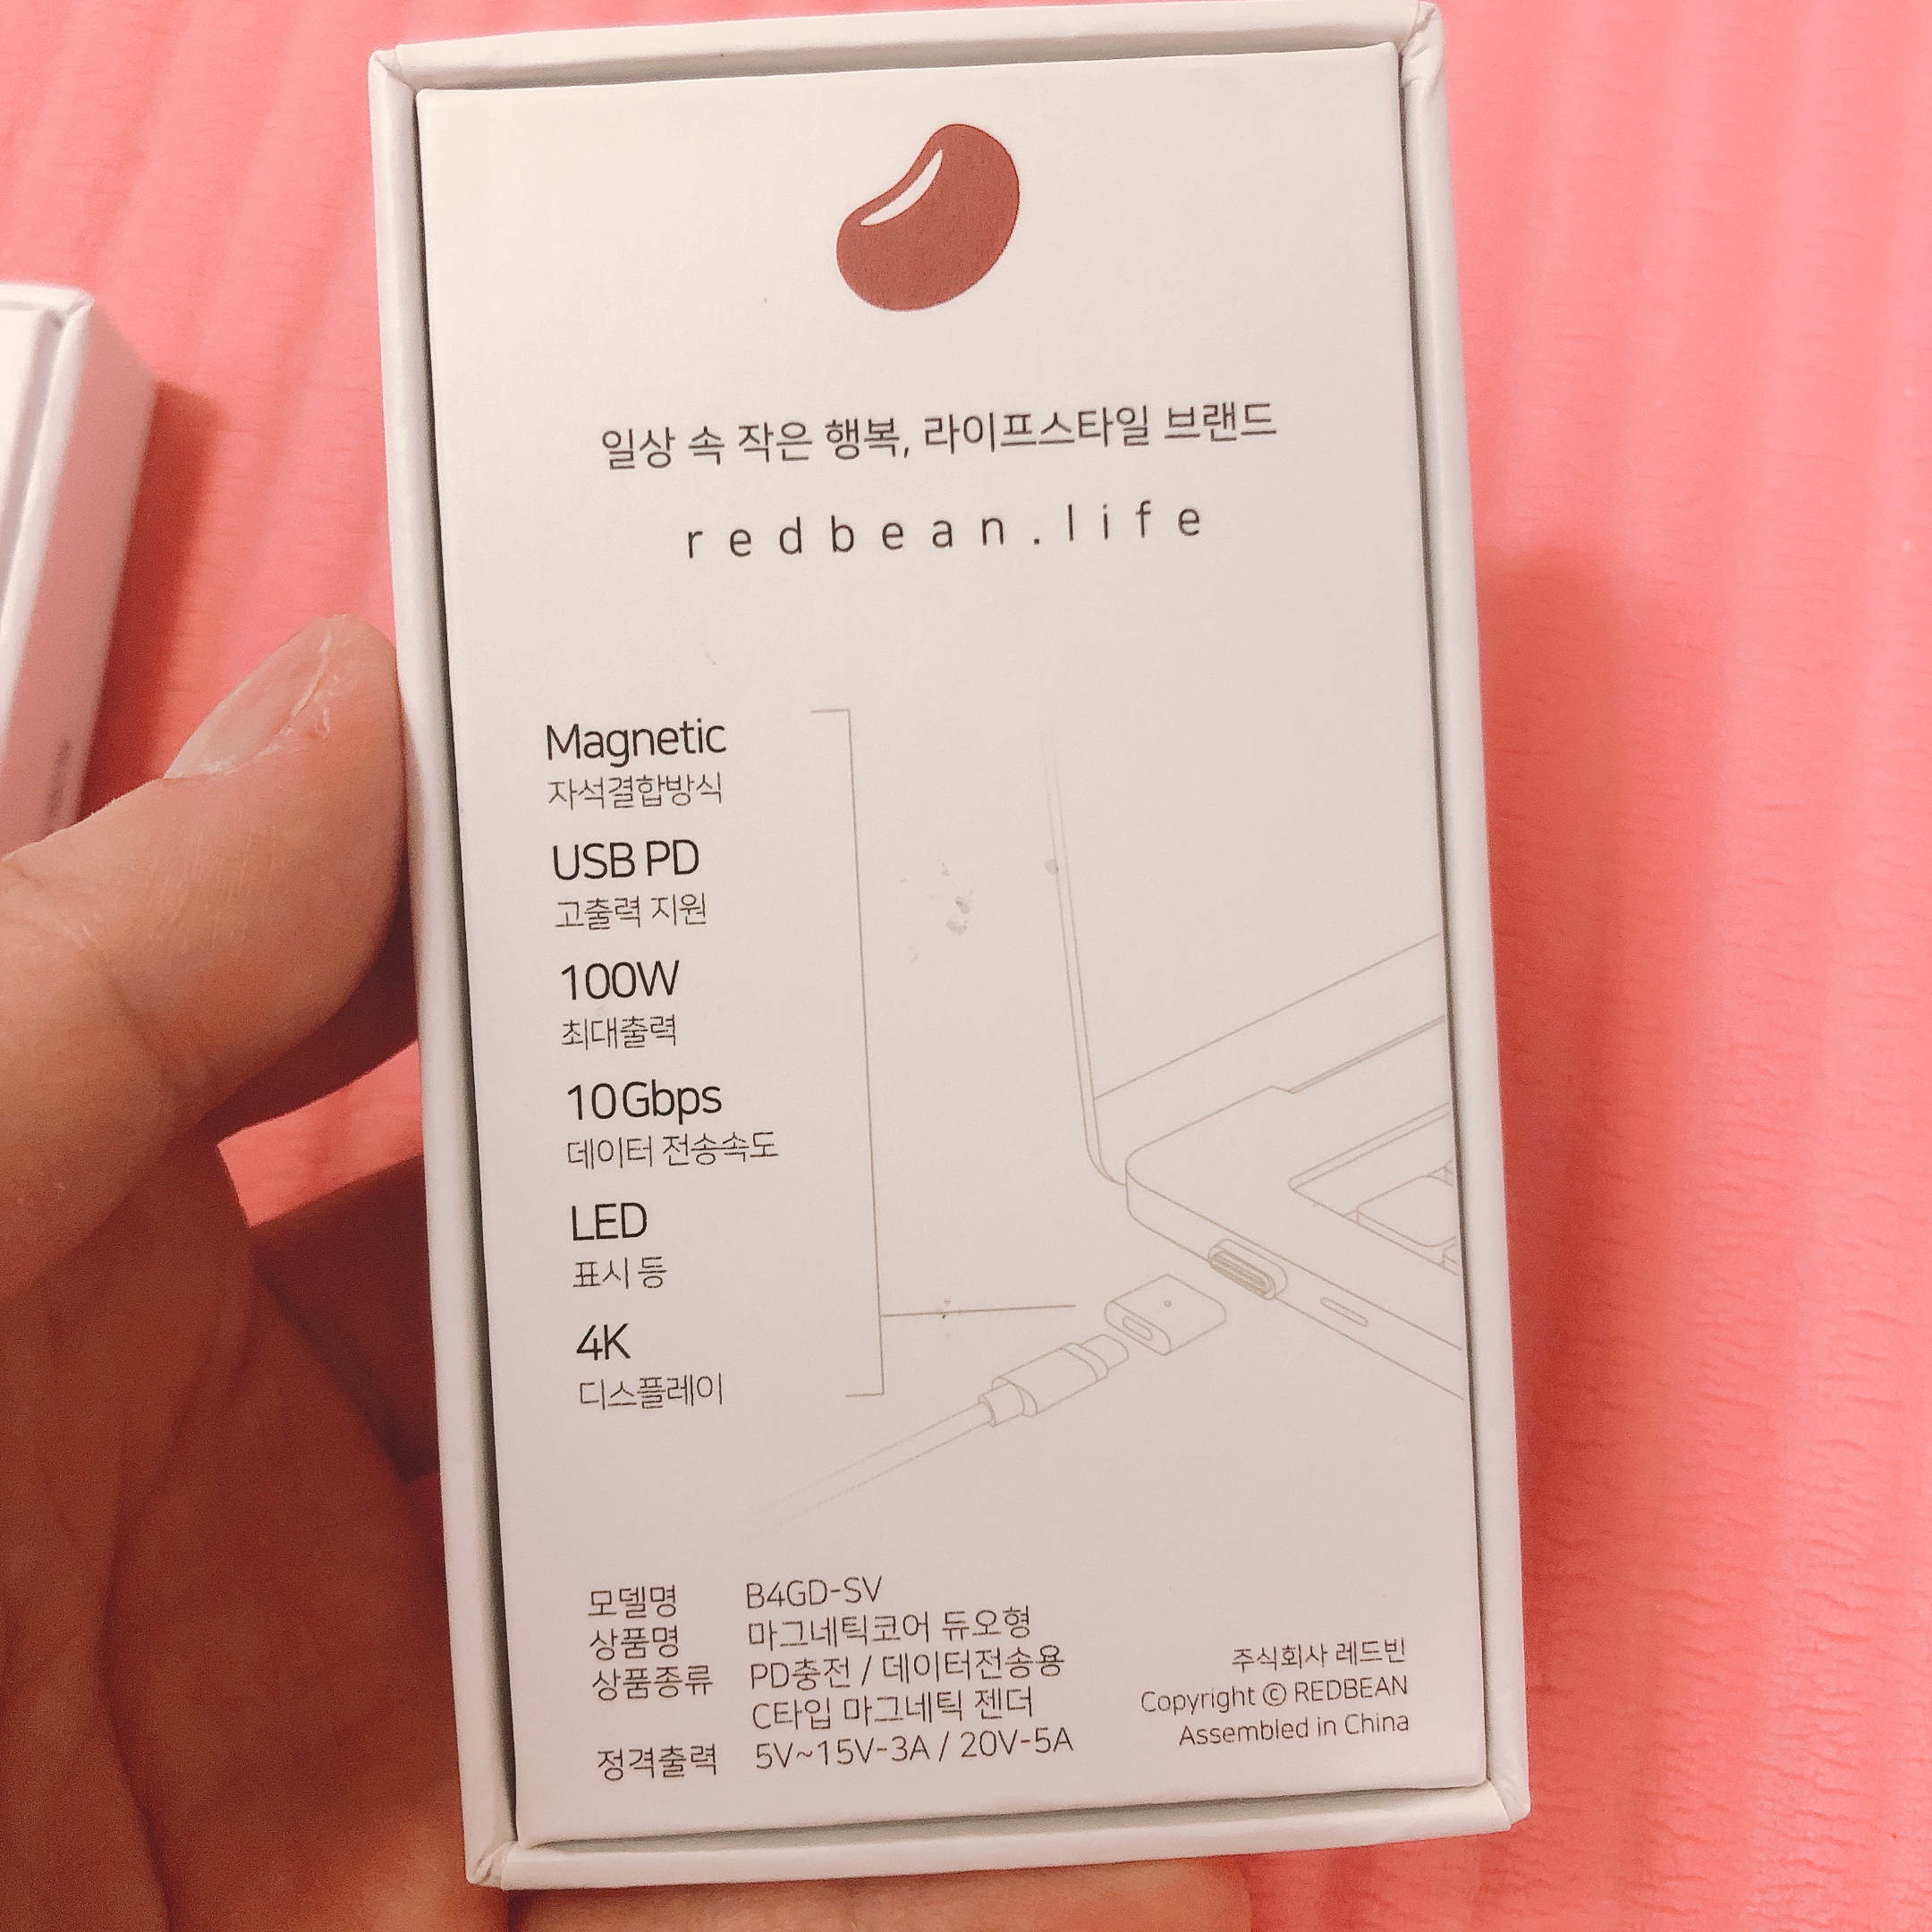 일상 속 작은 행복, 라이프스타일 브랜드
redbean.life
Magnetic
자석결합방식
USB PD
고출력 지원
100W
최대출력
10Gbps
데이터 전송속도
LED
표시 등
4K
디스플레이
모델명 B4GD-SV
상품명 마그네틱코어 듀오형
상품종류 PD충전 / 데이터전송용
C타입 마그네틱 젠더
정격출력 5V~15V-3A / 20V-5A
주식회사 레드빈
Copyright © REDBEAN
Assembled in China